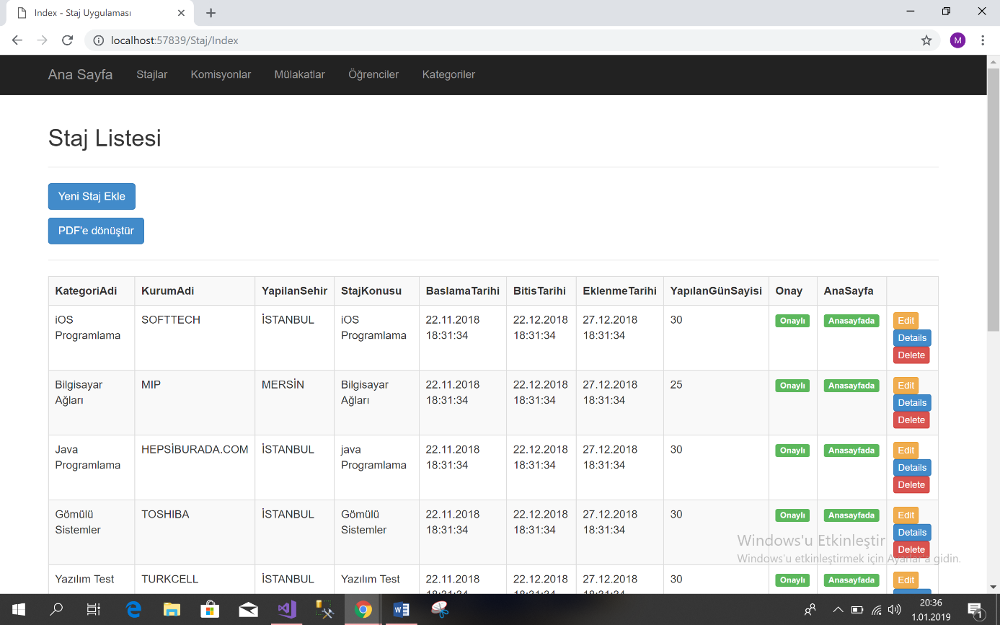 Index - Staj Uygulaması
localhost:57839/Staj/Index
M
Ana Sayfa Stajlar Komisyonlar Mülakatlar Öğrenciler Kategoriler
Staj Listesi
Yeni Staj Ekle
PDF'e dönüştür
KategoriAdi KurumAdi YapilanSehir StajKonusu BaslamaTarihi BitisTarihi EklenmeTarihi YapılanGünSayisi Onay AnaSayfa
iOS SOFTTECH İSTANBUL iOS 22.11.2018 22.12.2018 27.12.2018 30 Onaylı Anasayfada Edit
Programlama Programlama 18:31:34 18:31:34 18:31:34 Details
Delete
Bilgisayar MIP MERSİN Bilgisayar 22.11.2018 22.12.2018 27.12.2018 25 Onaylı Anasayfada Edit
Ağları Ağları 18:31:34 18:31:34 18:31:34 Details
Delete
Java HEPSİBURADA.COM İSTANBUL java 22.11.2018 22.12.2018 27.12.2018 30 Onaylı Anasayfada Edit
Programlama Programlama 18:31:34 18:31:34 18:31:34 Details
Delete
Gömülü TOSHIBA İSTANBUL Gömülü 22.11.2018 22.12.2018 27.12.2018 30 Onaylı Anasayfada Edit
Sistemler Sistemler 18:31:34 18:31:34 18:31:34 Details
Delete
Windows'u Etkinleştir
Windows'u etkinleştirmek için Ayarlar'a gidin.
Yazılım Test TURKCELL İSTANBUL Yazılım Test 22.11.2018 22.12.2018 27.12.2018 30 Onaylı Anasayfada Edit
20:36
1.01.2019
1